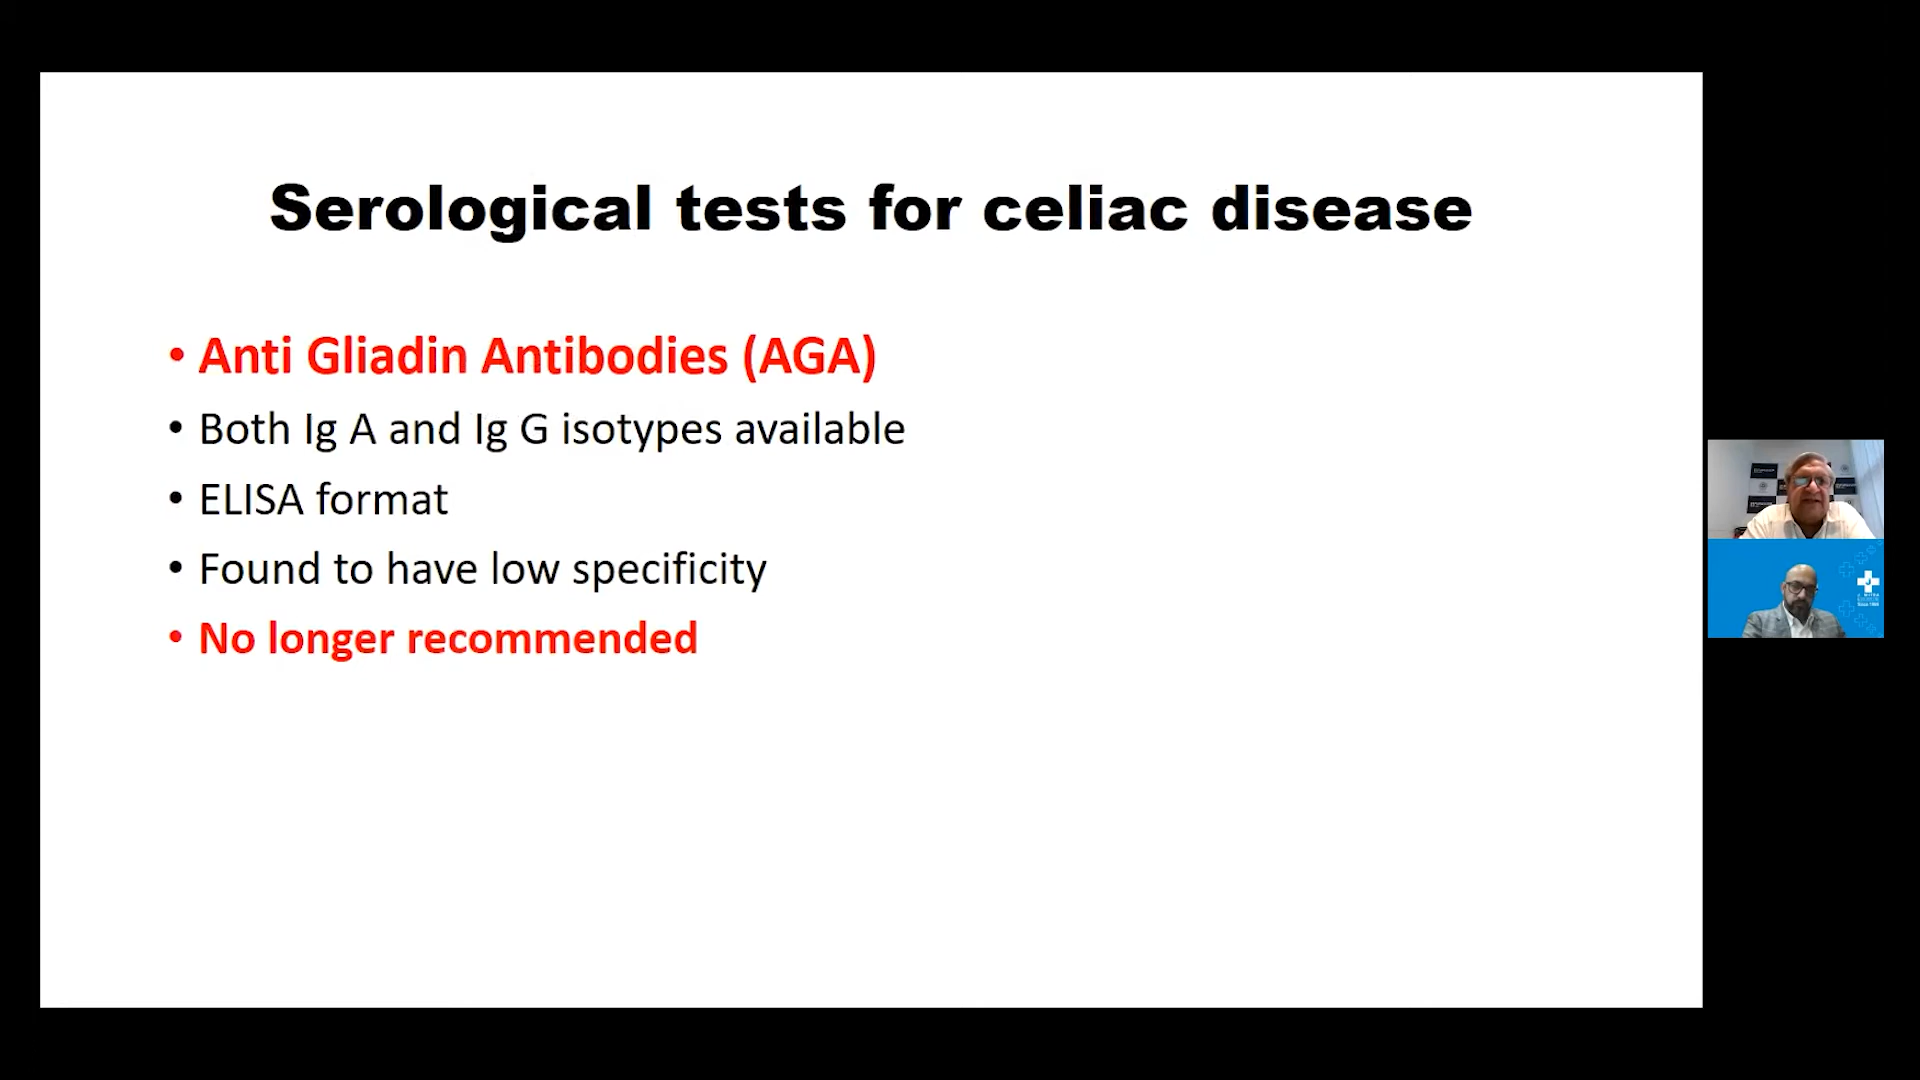 Serological tests for celiac disease
• Anti Gliadin Antibodies (AGA)
• Both Ig A and Ig G isotypes available
• ELISA format
• Found to have low specificity
• No longer recommended